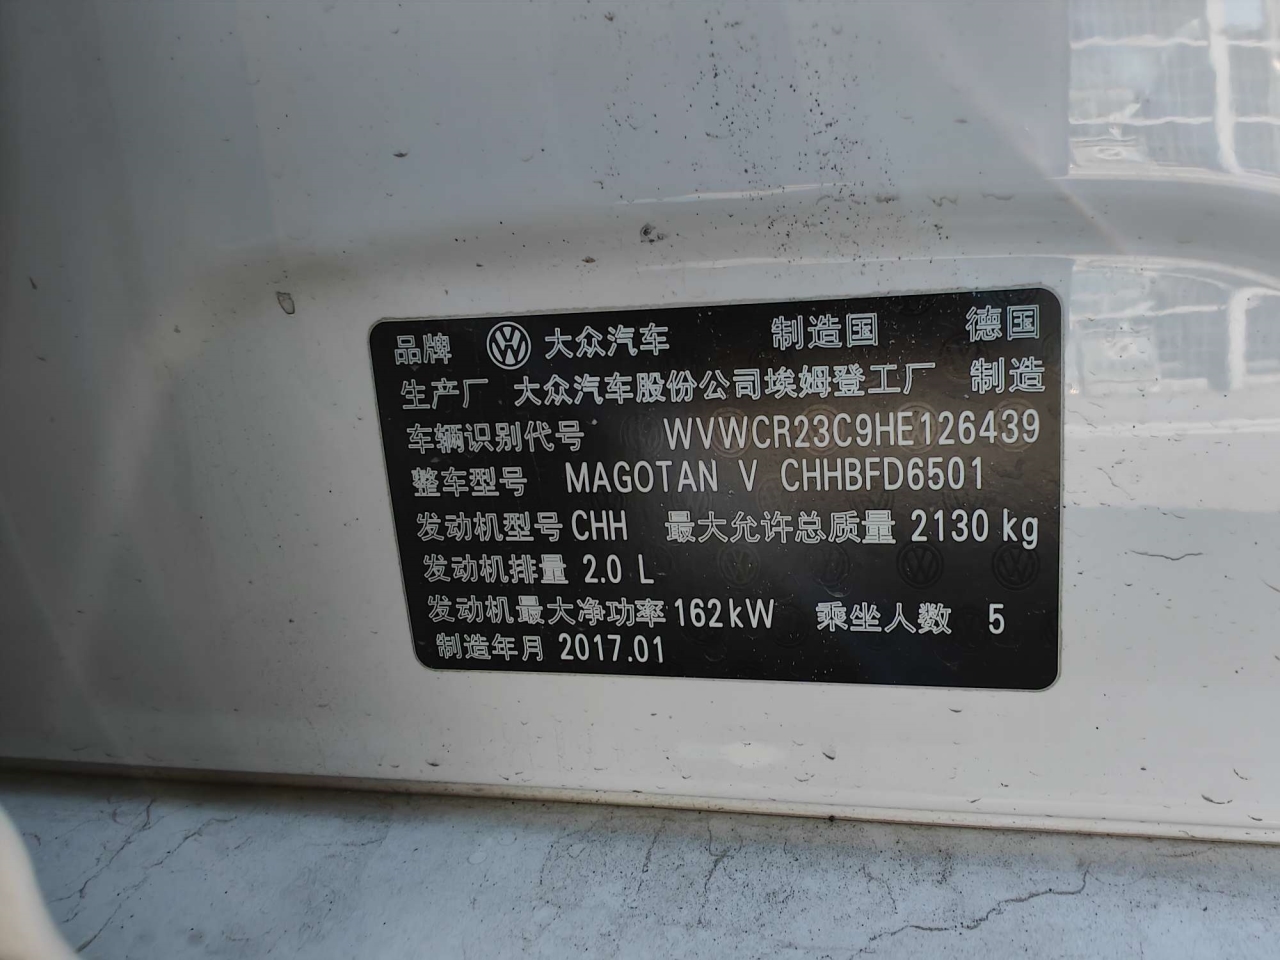 品牌 大众汽车 制造国 德国
生产厂 大众汽车股份公司埃姆登工厂 制造
车辆识别代号 WVWCR23C9HE126439
整车型号 MAGOTAN V CHHBFD6501
发动机型号 CHH 最大允许总质量 2130 kg
发动机排量 2.0 L
发动机最大净功率 162kW 乘坐人数 5
制造年月 2017.01